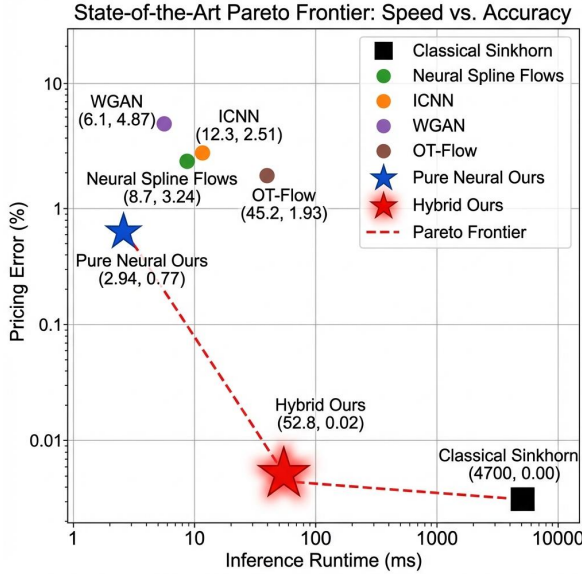 State-of-the-Art Pareto Frontier: Speed vs. Accuracy
Classical Sinkhorn
Neural Spline Flows
ICNN
WGAN
OT-Flow
Pure Neural Ours
Hybrid Ours
Pareto Frontier
WGAN
(6.1, 4.87)
ICNN
(12.3, 2.51)
Neural Spline Flows
(8.7, 3.24)
OT-Flow
(45.2, 1.93)
Pure Neural Ours
(2.94, 0.77)
Hybrid Ours
(52.8, 0.02)
Classical Sinkhorn
(4700, 0.00)
Pricing Error (%)
10
1
0.1
0.01
1
10
100
1000
10000
Inference Runtime (ms)